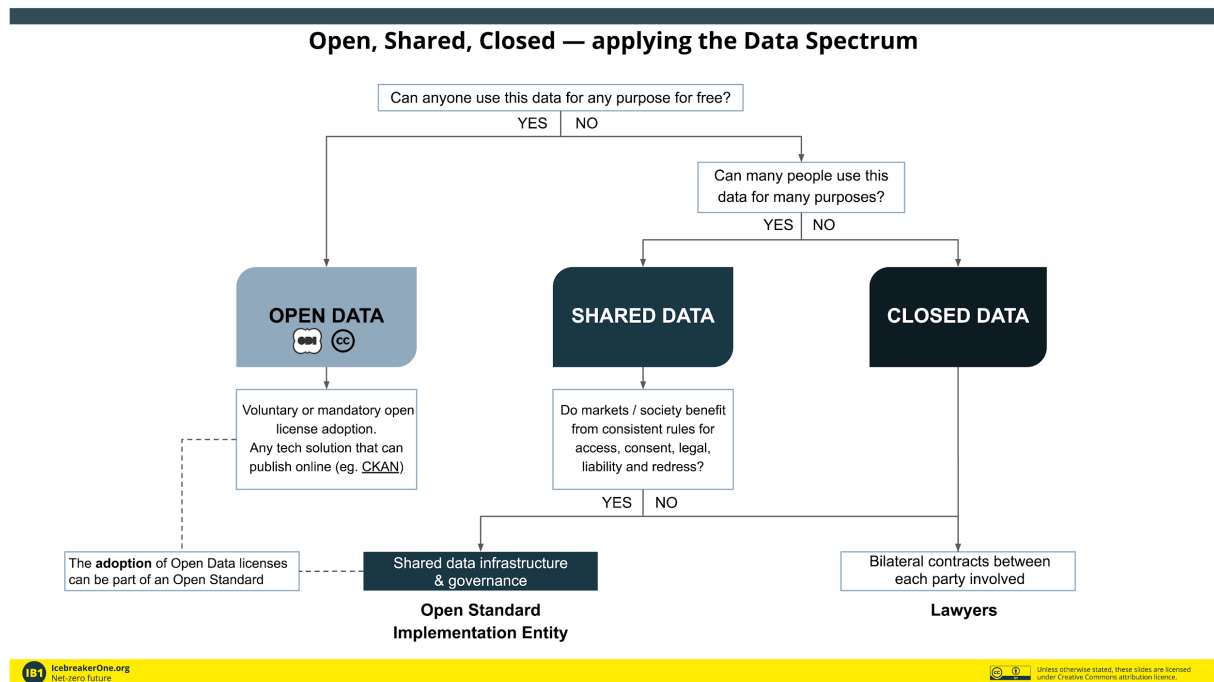 Open, Shared, Closed — applying the Data Spectrum
Can anyone use this data for any purpose for free?
YES NO
Can many people use this
data for many purposes?
YES NO
OPEN DATA
ODI cc
SHARED DATA
CLOSED DATA
Voluntary or mandatory open
license adoption.
Any tech solution that can
publish online (eg. CKAN)
Do markets / society benefit
from consistent rules for
access, consent, legal,
liability and redress?
YES NO
The adoption of Open Data licenses
can be part of an Open Standard
Shared data infrastructure
& governance
Open Standard
Implementation Entity
Bilateral contracts between
each party involved
Lawyers
IB1
IcebreakerOne.org
Net-zero future
cc
Unless otherwise stated, these slides are licensed
under Creative Commons attribution licence.